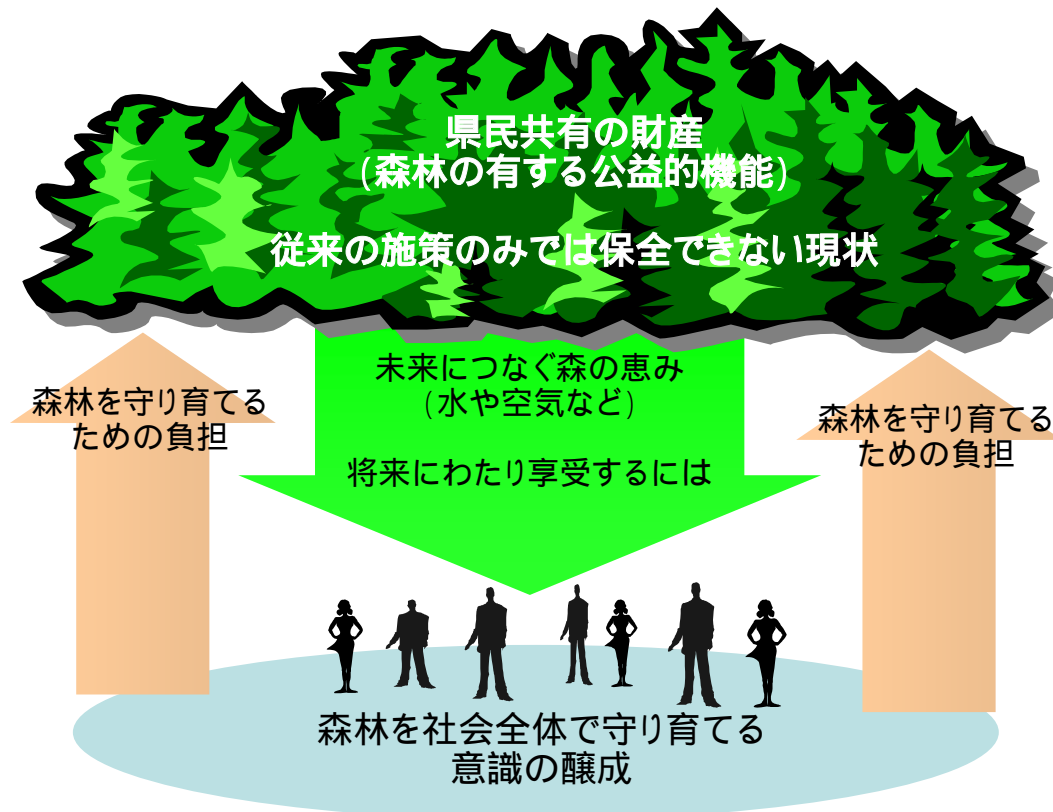 県民共有の財産
(森林の有する公益的機能)
従来の施策のみでは保全できない現状
未来につなぐ森の恵み
(水や空気など)
将来にわたり享受するには
森林を守り育てる
ための負担
森林を守り育てる
ための負担
森林を社会全体で守り育てる
意識の醸成